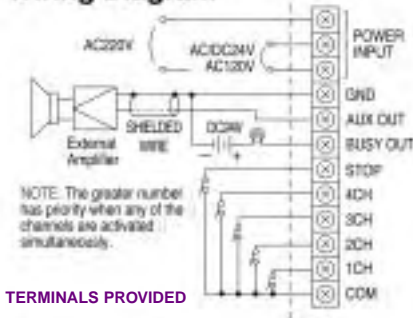 AC220V
AC/DC24V
AC120V
POWER
INPUT
GND
AUX OUT
BUSY OUT
STOP
4CH
3CH
2CH
1CH
COM
SHIELDED
WIRE
DC24V
External
Amplifier
NOTE: The greater number
has priority when any of the
channels are activated
simultaneously.
TERMINALS PROVIDED